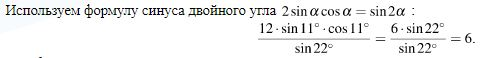 Используем формулу синуса двойного угла 2 sin α cos α = sin 2α :
12 · sin 11° · cos 11° / sin 22° = 6 · sin 22° / sin 22° = 6.